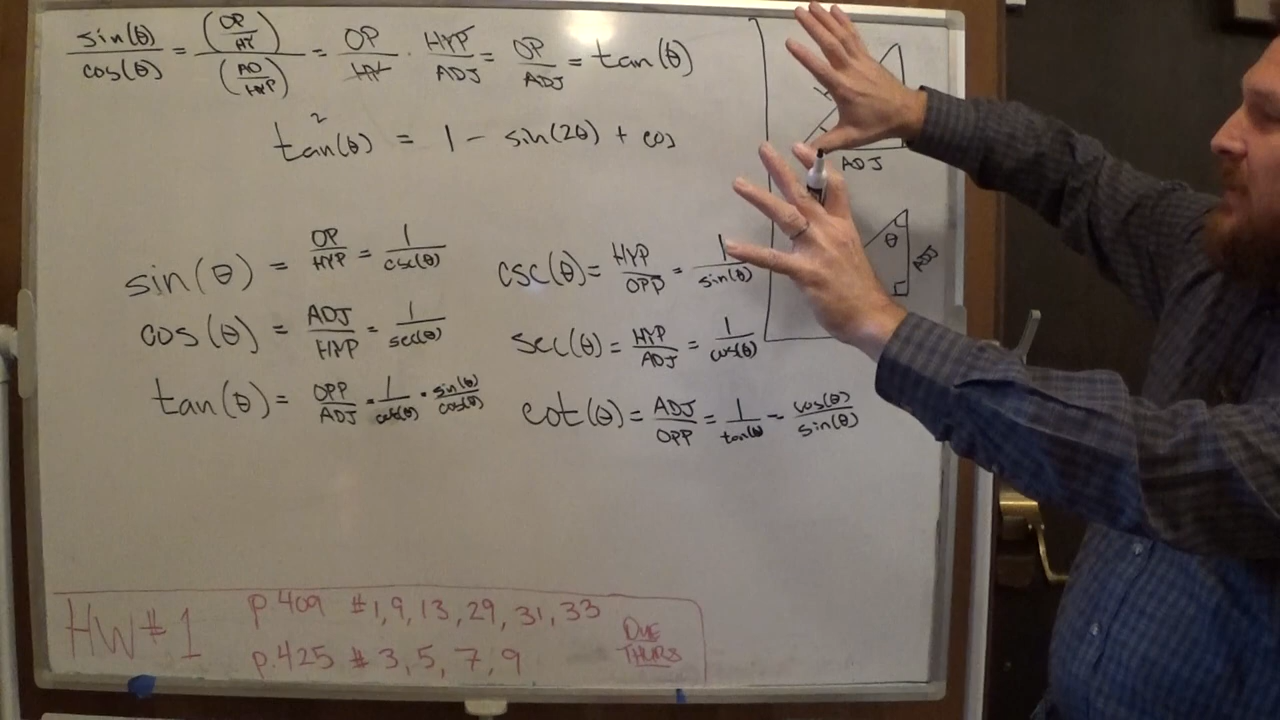 sin(θ)/cos(θ) = (OP/HY)/(AD/HYP) = OP/HY · HYP/ADJ = OP/ADJ = tan(θ)
tan²(θ) = 1 - sin(2θ) + cos
ADJ
sin(θ) = OP/HYP = 1/csc(θ)
csc(θ) = HYP/OPP = 1/sin(θ)
θ
ADJ
cos(θ) = ADJ/HYP = 1/sec(θ)
sec(θ) = HYP/ADJ = 1/cos(θ)
tan(θ) = OPP/ADJ = 1/cot(θ) = sin(θ)/cos(θ)
cot(θ) = ADJ/OPP = 1/tan(θ) = cos(θ)/sin(θ)
HW #1
p.409 #1, 9, 13, 29, 31, 33
p.425 # 3, 5, 7, 9
DUE
THURS